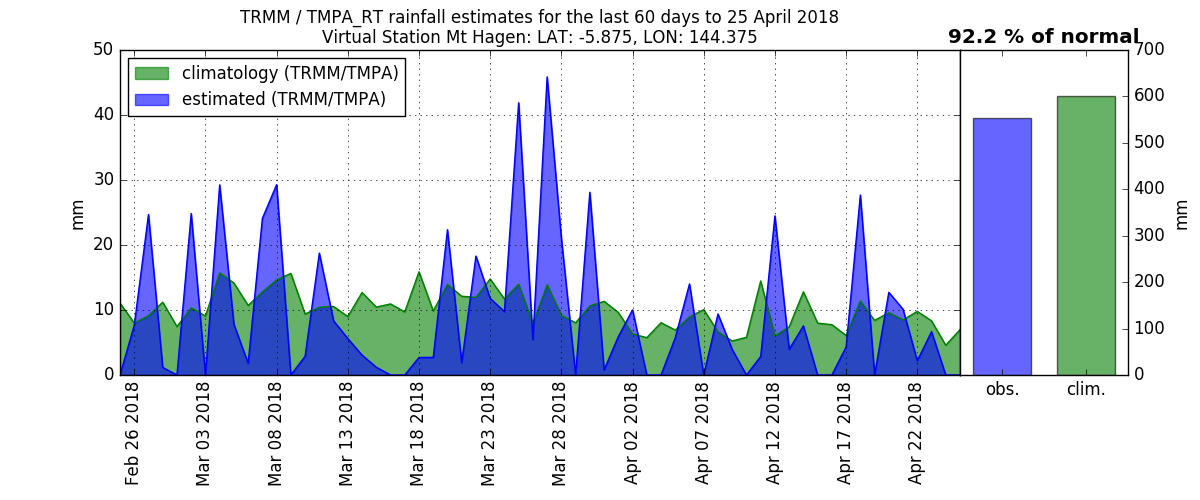 TRMM / TMPA_RT rainfall estimates for the last 60 days to 25 April 2018
Virtual Station Mt Hagen: LAT: -5.875, LON: 144.375
92.2 % of normal
climatology (TRMM/TMPA)
estimated (TRMM/TMPA)
50
40
30
20
10
0
mm
Feb 26 2018
Mar 03 2018
Mar 08 2018
Mar 13 2018
Mar 18 2018
Mar 23 2018
Mar 28 2018
Apr 02 2018
Apr 07 2018
Apr 12 2018
Apr 17 2018
Apr 22 2018
700
600
500
400
300
200
100
0
mm
obs.
clim.